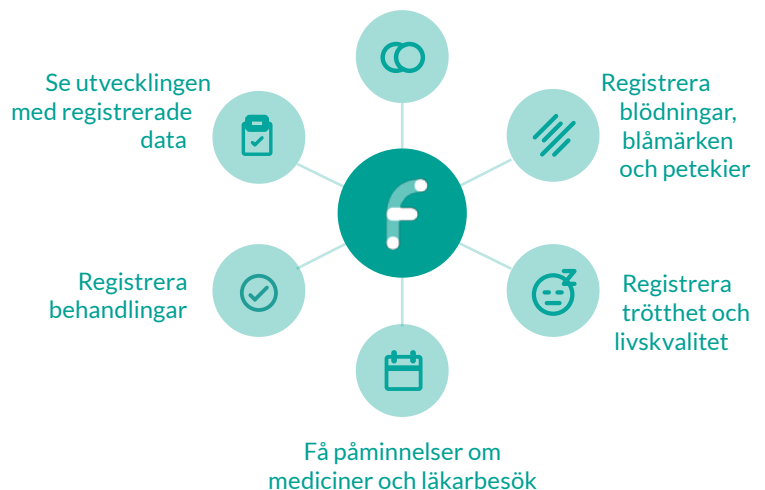 Se utvecklingen
med registrerade
data
Registrera
blödningar,
blåmärken
och petekier
Registrera
behandlingar
Registrera
trötthet och
livskvalitet
Få påminnelser om
mediciner och läkarbesök